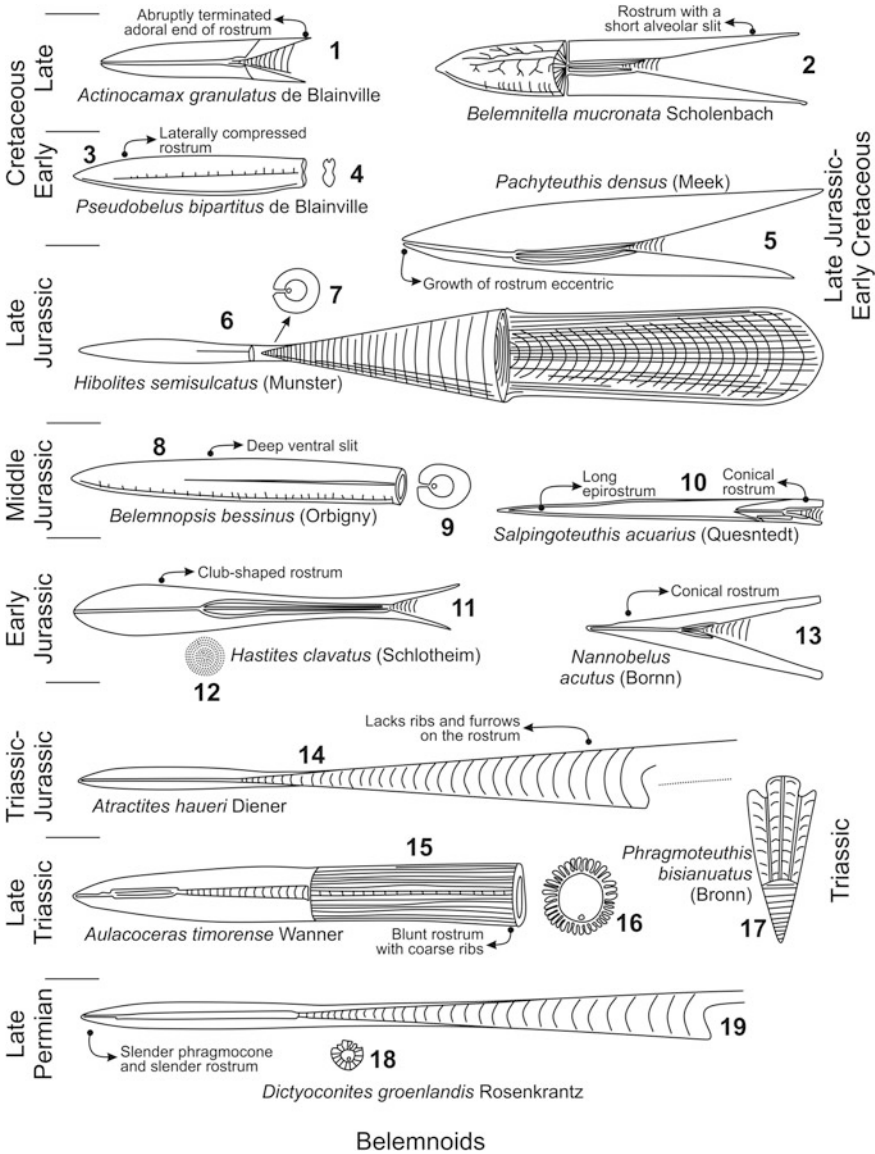 Abruptly terminated
adoral end of rostrum
1
Actinocamax granulatus de Blainville
Rostrum with a
short alveolar slit
2
Belemnitella mucronata Scholenbach
Late
Early
Cretaceous
3
Laterally compressed
rostrum
4
Pseudobelus bipartitus de Blainville
Pachyteuthis densus (Meek)
5
Growth of rostrum eccentric
Late Jurassic-
Early Cretaceous
Late
Jurassic
6
7
Hibolites semisulcatus (Munster)
Middle
Jurassic
8
Deep ventral slit
Belemnopsis bessinus (Orbigny)
9
10
Long
epirostrum
Conical
rostrum
Salpingoteuthis acuarius (Quesntedt)
Early
Jurassic
Club-shaped rostrum
11
Hastites clavatus (Schlotheim)
12
Conical rostrum
13
Nannobelus
acutus (Bornn)
Triassic-
Jurassic
14
Lacks ribs and furrows
on the rostrum
Atractites haueri Diener
Late
Triassic
15
Aulacoceras timorense Wanner
Blunt rostrum
with coarse ribs
16
Phragmoteuthis
bisianuatus
(Bronn)
17
Triassic
Late
Permian
Slender phragmocone
and slender rostrum
18
19
Dictyoconites groenlandis Rosenkrantz
Belemnoids